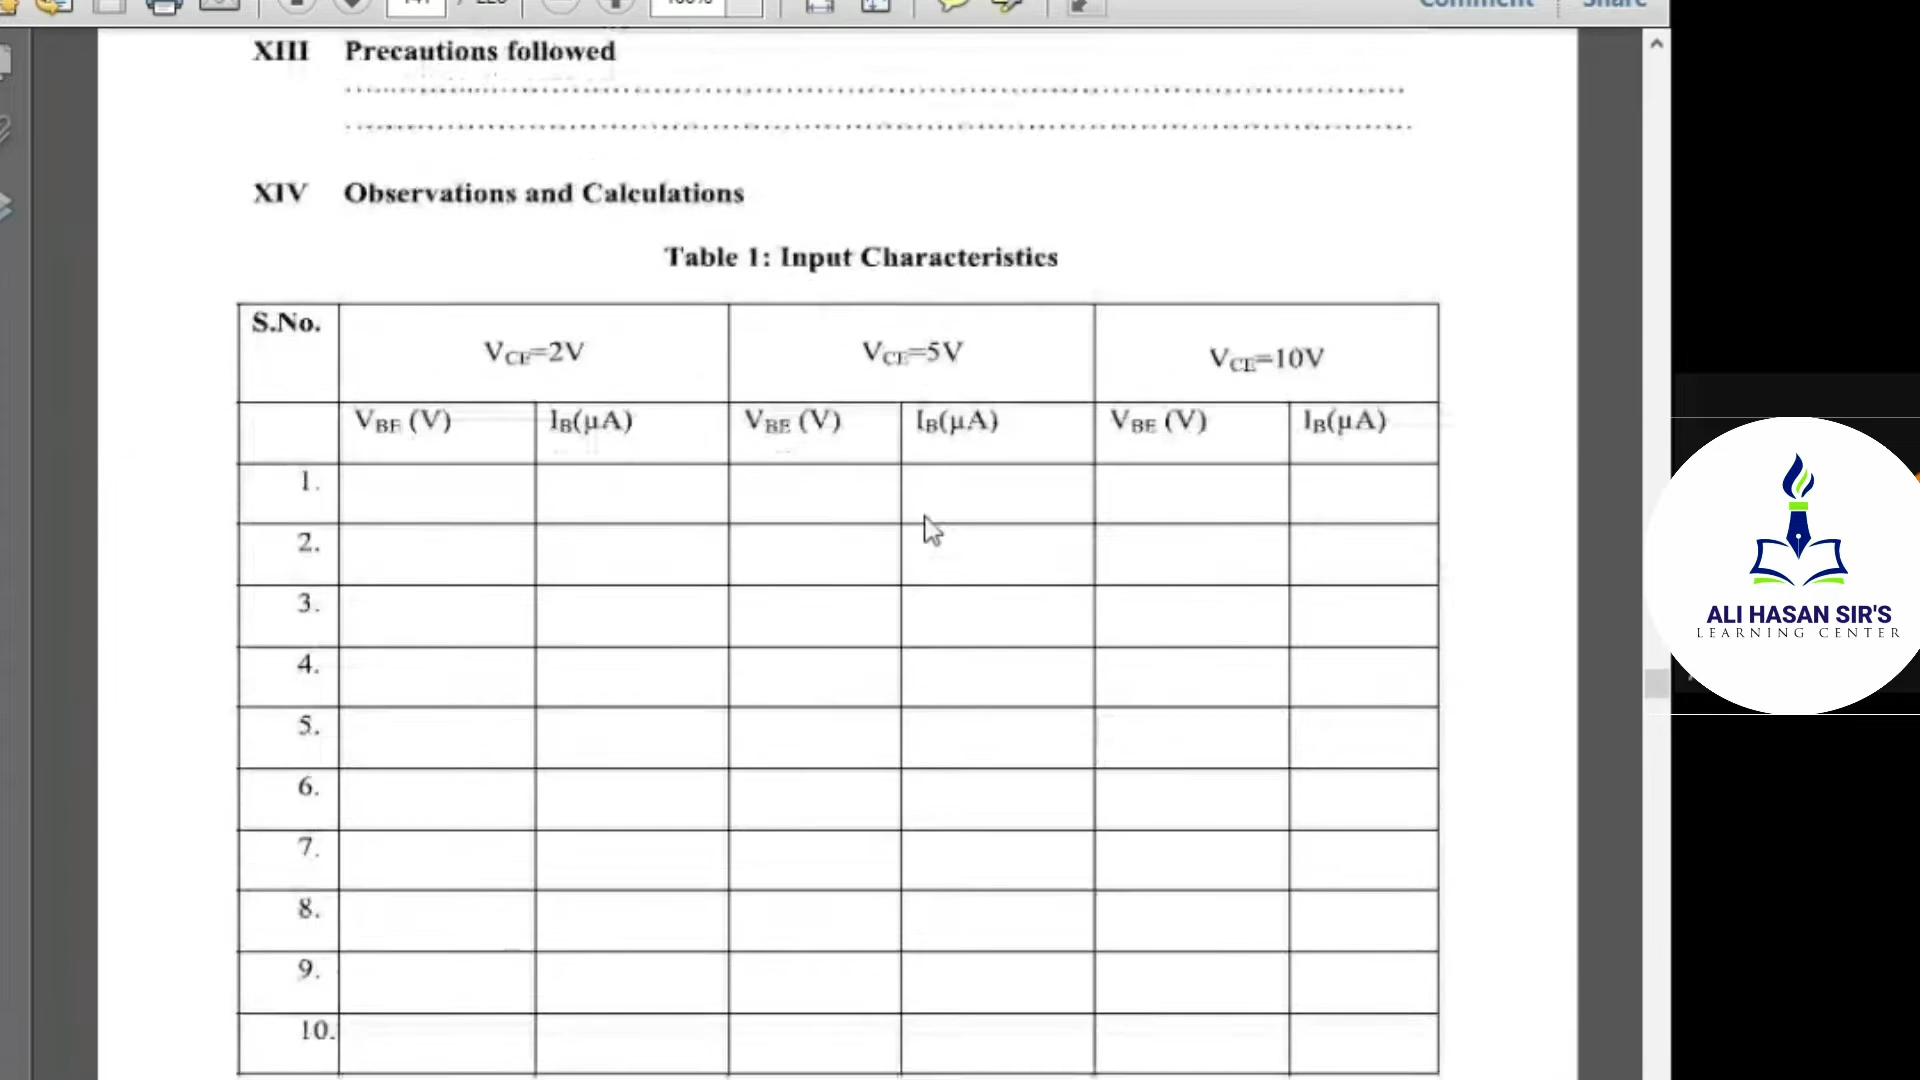 Comment Share
XIII Precautions followed
XIV Observations and Calculations
Table 1: Input Characteristics
S.No. VCE=2V VCE=5V VCE=10V
VBE (V) IB(μA) VBE (V) IB(μA) VBE (V) IB(μA)
1.
2.
3.
4.
5.
6.
7.
8.
9.
10.
ALI HASAN SIR'S
LEARNING CENTER